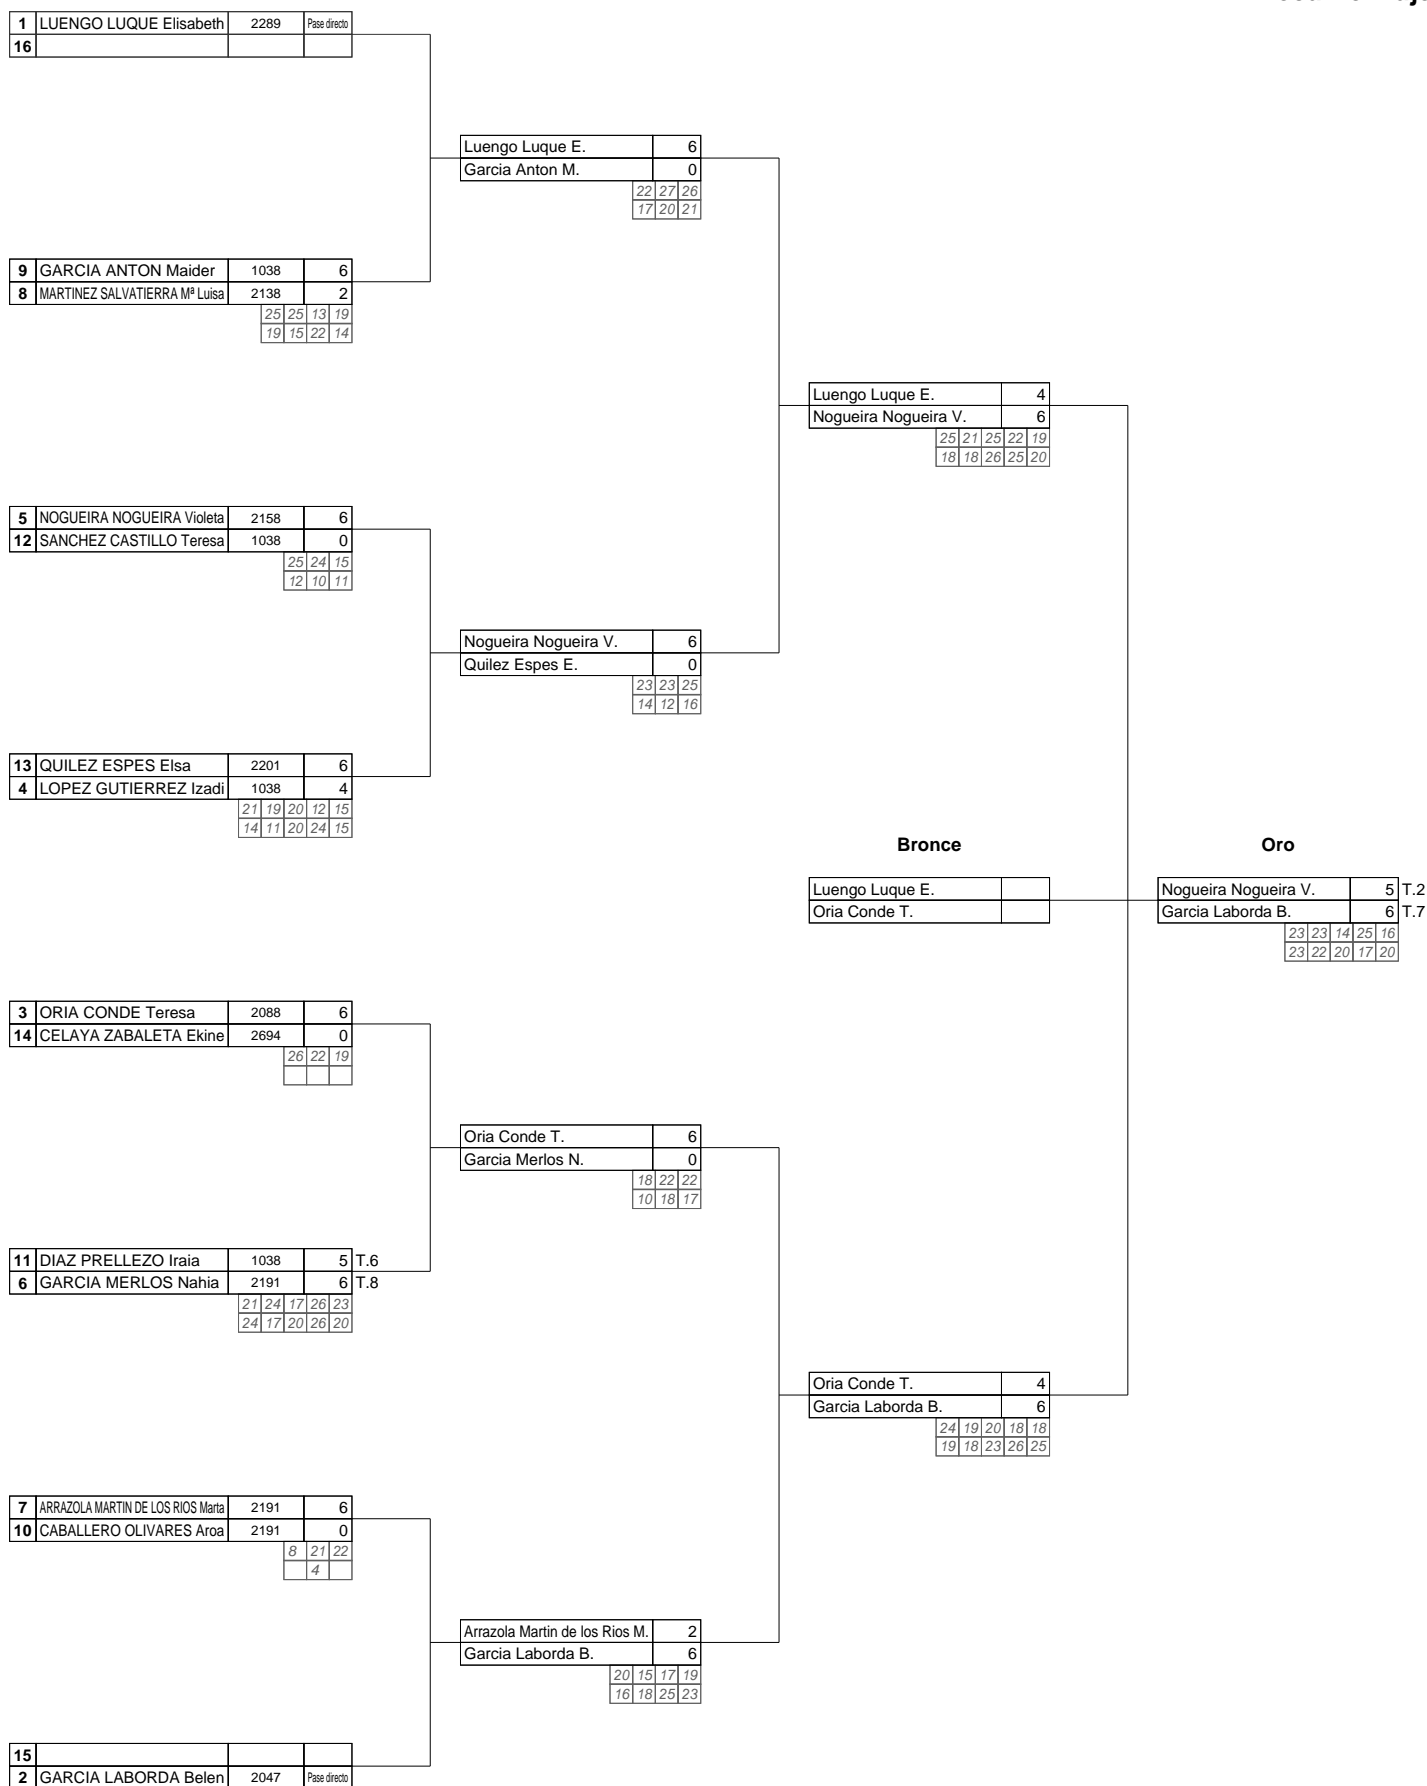 1 LUENGO LUQUE Elisabeth 2289 Pase directo
16
Luengo Luque E. 6
Garcia Anton M. 0
22 27 26
17 20 21
9 GARCIA ANTON Maider 1038 6
8 MARTINEZ SALVATIERRA Mª Luisa 2138 2
25 25 13 19
19 15 22 14
Luengo Luque E. 4
Nogueira Nogueira V. 6
25 21 25 22 19
18 18 26 25 20
5 NOGUEIRA NOGUEIRA Violeta 2158 6
12 SANCHEZ CASTILLO Teresa 1038 0
25 24 15
12 10 11
Nogueira Nogueira V. 6
Quilez Espes E. 0
23 23 25
14 12 16
13 QUILEZ ESPES Elsa 2201 6
4 LOPEZ GUTIERREZ Izadi 1038 4
21 19 20 12 15
14 11 20 24 15
Bronce Oro
Luengo Luque E.
Oria Conde T.
Nogueira Nogueira V. 5 T.2
Garcia Laborda B. 6 T.7
23 23 14 25 16
23 22 20 17 20
3 ORIA CONDE Teresa 2088 6
14 CELAYA ZABALETA Ekine 2694 0
26 22 19
Oria Conde T. 6
Garcia Merlos N. 0
18 22 22
10 18 17
11 DIAZ PRELLEZO Iraia 1038 5 T.6
6 GARCIA MERLOS Nahia 2191 6 T.8
21 24 17 26 23
24 17 20 26 20
Oria Conde T. 4
Garcia Laborda B. 6
24 19 20 18 18
19 18 23 26 25
7 ARRAZOLA MARTIN DE LOS RIOS Marta 2191 6
10 CABALLERO OLIVARES Aroa 2191 0
8 21 22
4
Arrazola Martin de los Rios M. 2
Garcia Laborda B. 6
20 15 17 19
16 18 25 23
15
2 GARCIA LABORDA Belen 2047 Pase directo